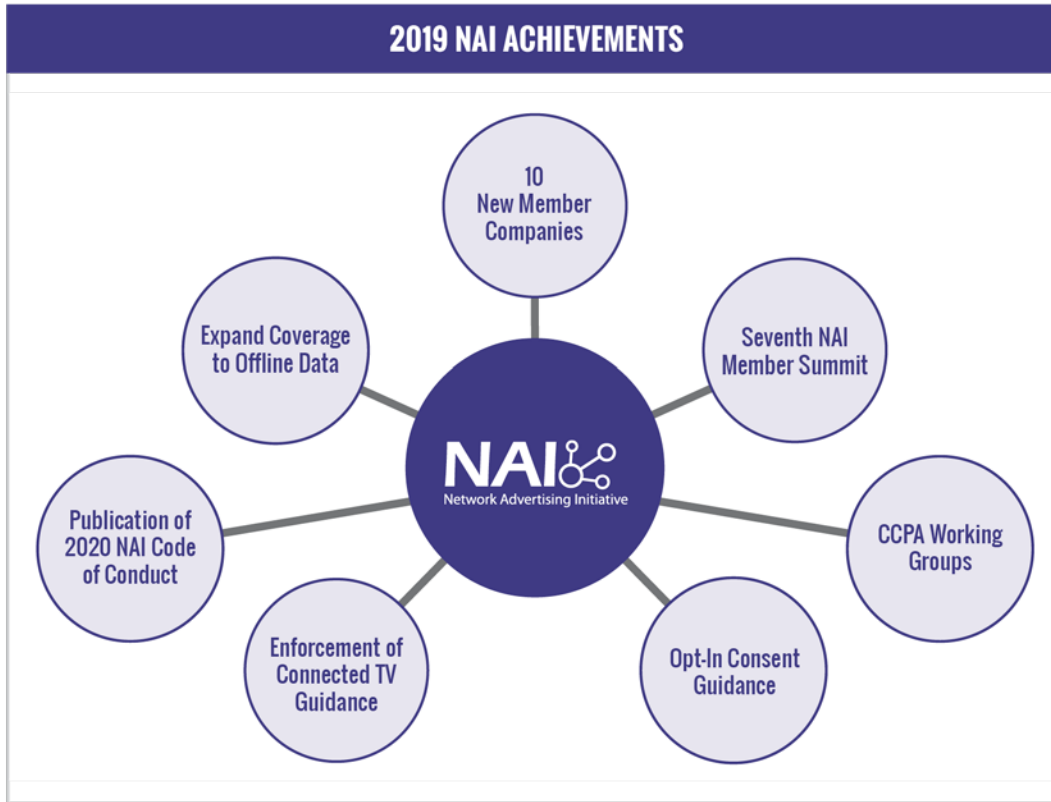 2019 NAI ACHIEVEMENTS
10
New Member
Companies
Expand Coverage
to Offline Data
Seventh NAI
Member Summit
NAI
Network Advertising Initiative
Publication of
2020 NAI Code
of Conduct
CCPA Working
Groups
Enforcement of
Connected TV
Guidance
Opt-In Consent
Guidance